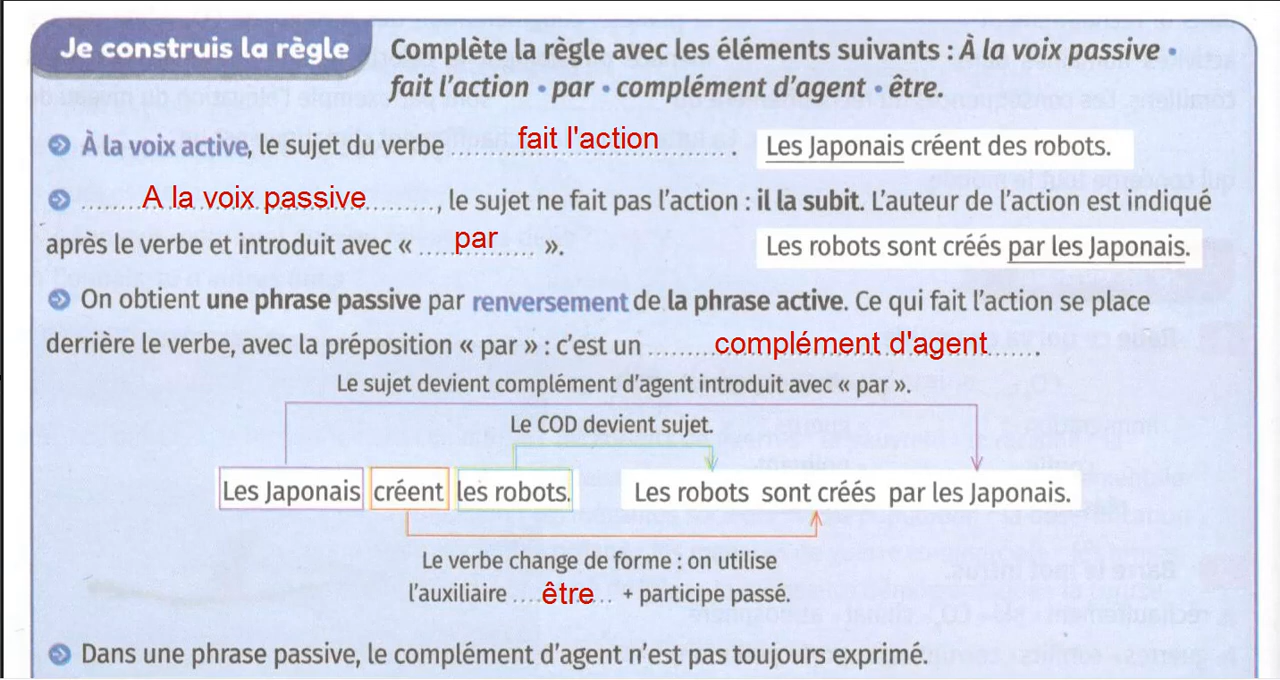 Je construis la règle
Complète la règle avec les éléments suivants : À la voix passive •
fait l'action • par • complément d'agent • être.
À la voix active, le sujet du verbe fait l'action
Les Japonais créent des robots.
A la voix passive, le sujet ne fait pas l'action : il la subit. L'auteur de l'action est indiqué
après le verbe et introduit avec « par ».
Les robots sont créés par les Japonais.
On obtient une phrase passive par renversement de la phrase active. Ce qui fait l'action se place
derrière le verbe, avec la préposition « par » : c'est un complément d'agent.
Le sujet devient complément d'agent introduit avec « par ».
Le COD devient sujet.
Les Japonais créent les robots.
Les robots sont créés par les Japonais.
Le verbe change de forme : on utilise
l'auxiliaire être + participe passé.
Dans une phrase passive, le complément d'agent n'est pas toujours exprimé.